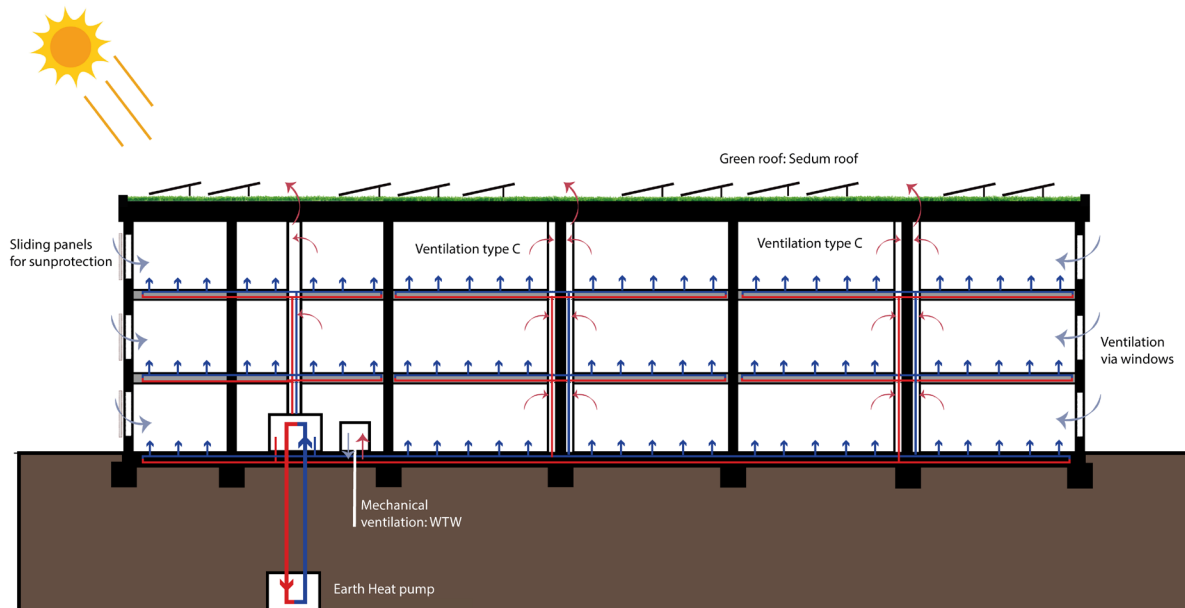 Green roof: Sedum roof
Sliding panels
for sunprotection
Ventilation type C
Ventilation type C
Ventilation
via windows
Mechanical
ventilation: WTW
Earth Heat pump